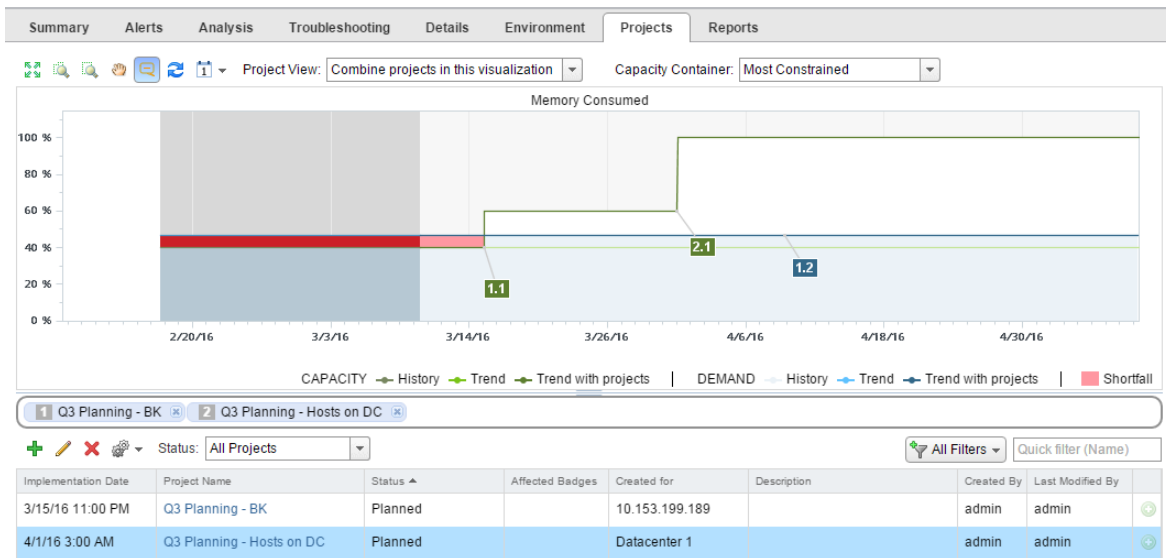 Summary Alerts Analysis Troubleshooting Details Environment Projects Reports
1 Project View: Combine projects in this visualization Capacity Container: Most Constrained
Memory Consumed
100 %
80 %
60 %
40 %
20 %
0 %
2.1
1.2
1.1
2/20/16 3/3/16 3/14/16 3/26/16 4/6/16 4/18/16 4/30/16
CAPACITY History Trend Trend with projects | DEMAND History Trend Trend with projects | Shortfall
1 Q3 Planning - BK x 2 Q3 Planning - Hosts on DC x
Status: All Projects All Filters Quick filter (Name)
Implementation Date Project Name Status Affected Badges Created for Description Created By Last Modified By
3/15/16 11:00 PM Q3 Planning - BK Planned 10.153.199.189 admin admin
4/1/16 3:00 AM Q3 Planning - Hosts on DC Planned Datacenter 1 admin admin